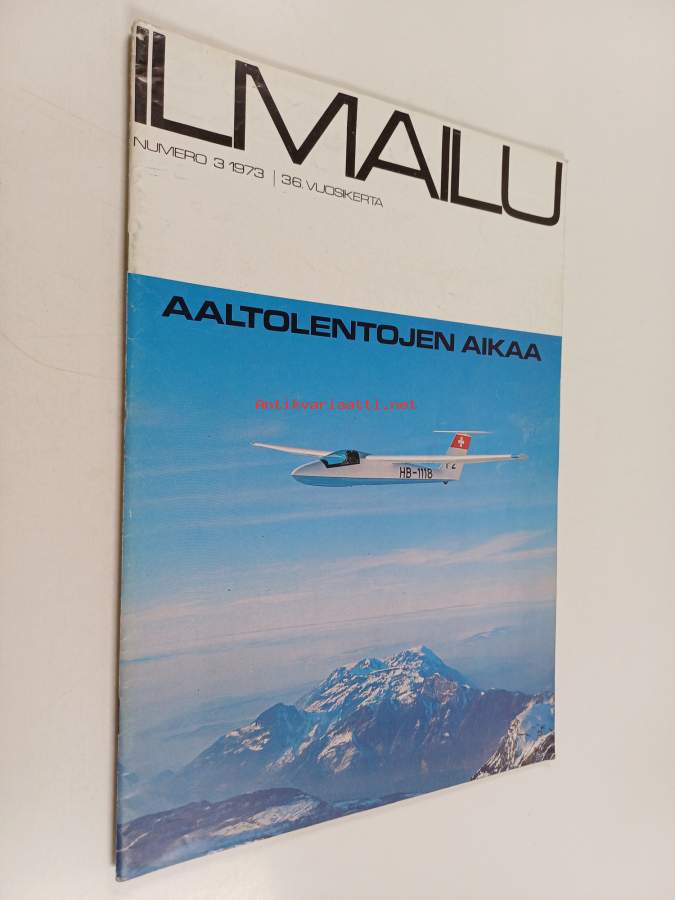 ILMAILU
NUMERO 3 1973 | 36. VUOSIKERTA
AALTOLENTOJEN AIKAA
Antikvariaatti.net
HB-1118